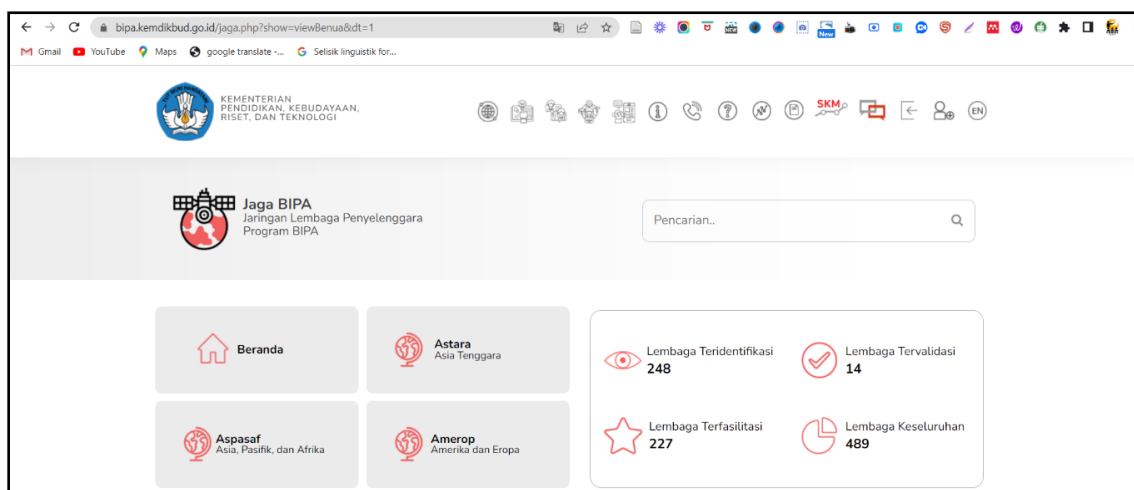 bipa.kemdikbud.go.id/jaga.php?show=viewBenua&dt=1
NEW
New
Gmail
YouTube
Maps
google translate -...
Selisik linguistik for...
KEMENTERIAN
PENDIDIKAN, KEBUDAYAAN,
RISET, DAN TEKNOLOGI
SKM
EN
Jaga BIPA
Jaringan Lembaga Penyelenggara
Program BIPA
Pencarian..
Beranda
Astara
Asia Tenggara
Lembaga Teridentifikasi
248
Lembaga Tervalidasi
14
Aspasaf
Asia, Pasifik, dan Afrika
Amerop
Amerika dan Eropa
Lembaga Terfasilitasi
227
Lembaga Keseluruhan
489